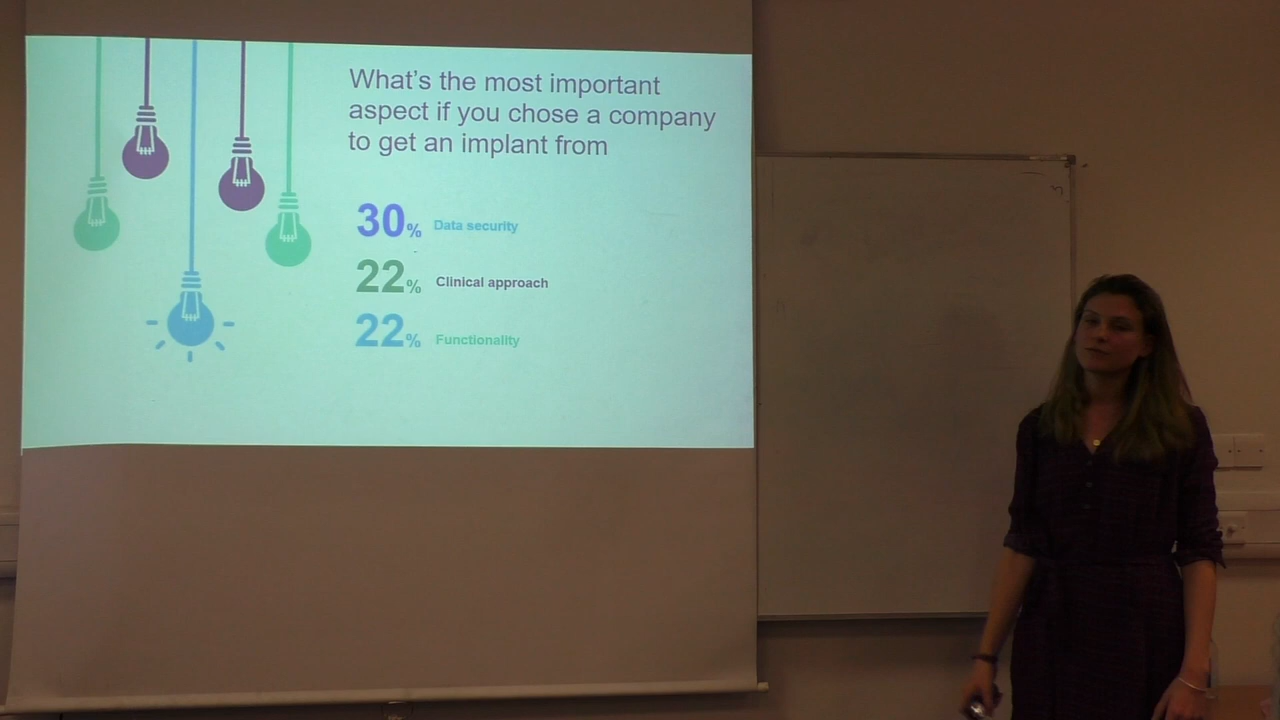 What's the most important
aspect if you chose a company
to get an implant from
30% Data security
22% Clinical approach
22% Functionality